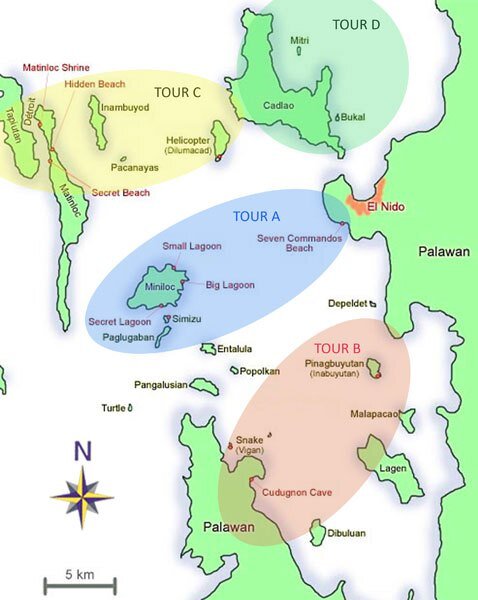 TOUR D
Mitri
Matinloc Shrine
Hidden Beach
TOUR C
Inambuyod
Cadlao
Tapiutan
Détroit
Bukal
Helicopter
(Dilumacad)
Pacanayas
Secret Beach
Matinloc
El Nido
TOUR A
Seven Commandos
Beach
Small Lagoon
Palawan
Miniloc
Big Lagoon
Depeldet
Secret Lagoon
Simizu
Paglugaban
Entalula
TOUR B
Pinagbuyutan
(Inabuyutan)
Popolkan
Pangalusian
Turtle
Malapacao
Snake
(Vigan)
N
Lagen
Cudugnon Cave
Palawan
Dibuluan
5 km